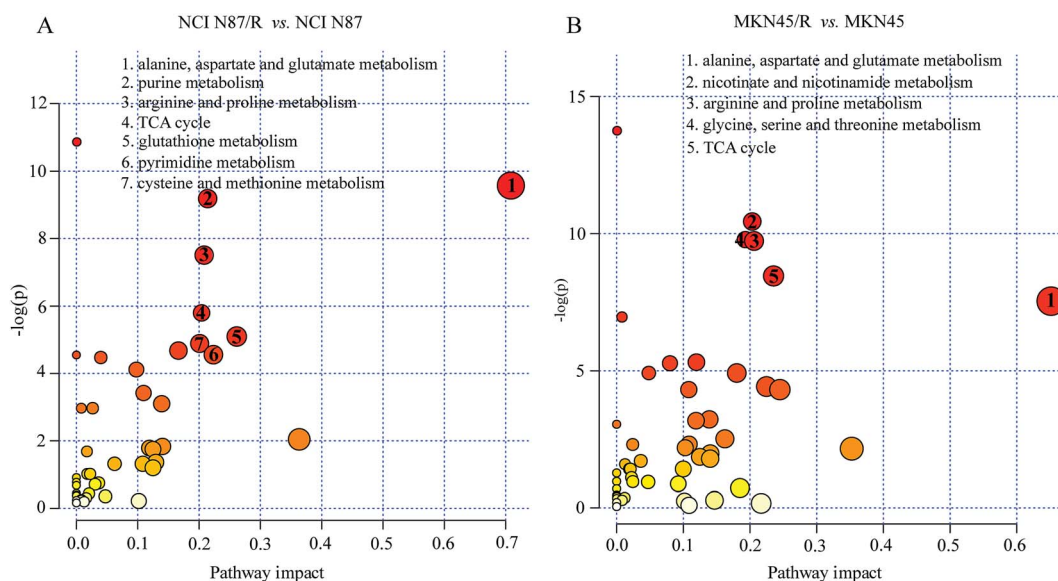 A
NCI N87/R vs. NCI N87
1. alanine, aspartate and glutamate metabolism
2. purine metabolism
3. arginine and proline metabolism
4. TCA cycle
5. glutathione metabolism
6. pyrimidine metabolism
7. cysteine and methionine metabolism
-log(p)
12
10
8
6
4
2
0
1
2
3
4
5
7
6
0.0 0.1 0.2 0.3 0.4 0.5 0.6 0.7
Pathway impact
B
MKN45/R vs. MKN45
1. alanine, aspartate and glutamate metabolism
2. nicotinate and nicotinamide metabolism
3. arginine and proline metabolism
4. glycine, serine and threonine metabolism
5. TCA cycle
-log(p)
15
10
5
0
2
4 3
5
1
0.0 0.1 0.2 0.3 0.4 0.5 0.6
Pathway impact